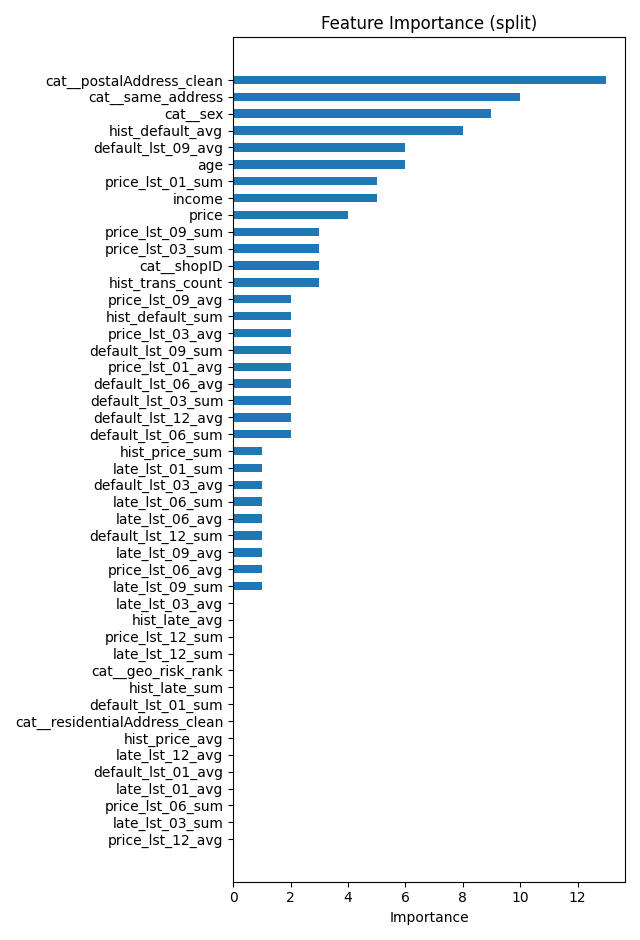 Feature Importance (split)
cat__postalAddress_clean
cat__same_address
cat__sex
hist_default_avg
default_lst_09_avg
age
price_lst_01_sum
income
price
price_lst_09_sum
price_lst_03_sum
cat__shopID
hist_trans_count
price_lst_09_avg
hist_default_sum
price_lst_03_avg
default_lst_09_sum
price_lst_01_avg
default_lst_06_avg
default_lst_03_sum
default_lst_12_avg
default_lst_06_sum
hist_price_sum
late_lst_01_sum
default_lst_03_avg
late_lst_06_sum
late_lst_06_avg
default_lst_12_sum
late_lst_09_avg
price_lst_06_avg
late_lst_09_sum
late_lst_03_avg
hist_late_avg
price_lst_12_sum
late_lst_12_sum
cat__geo_risk_rank
hist_late_sum
default_lst_01_sum
cat__residentialAddress_clean
hist_price_avg
late_lst_12_avg
default_lst_01_avg
late_lst_01_avg
price_lst_06_sum
late_lst_03_sum
price_lst_12_avg
0 2 4 6 8 10 12
Importance